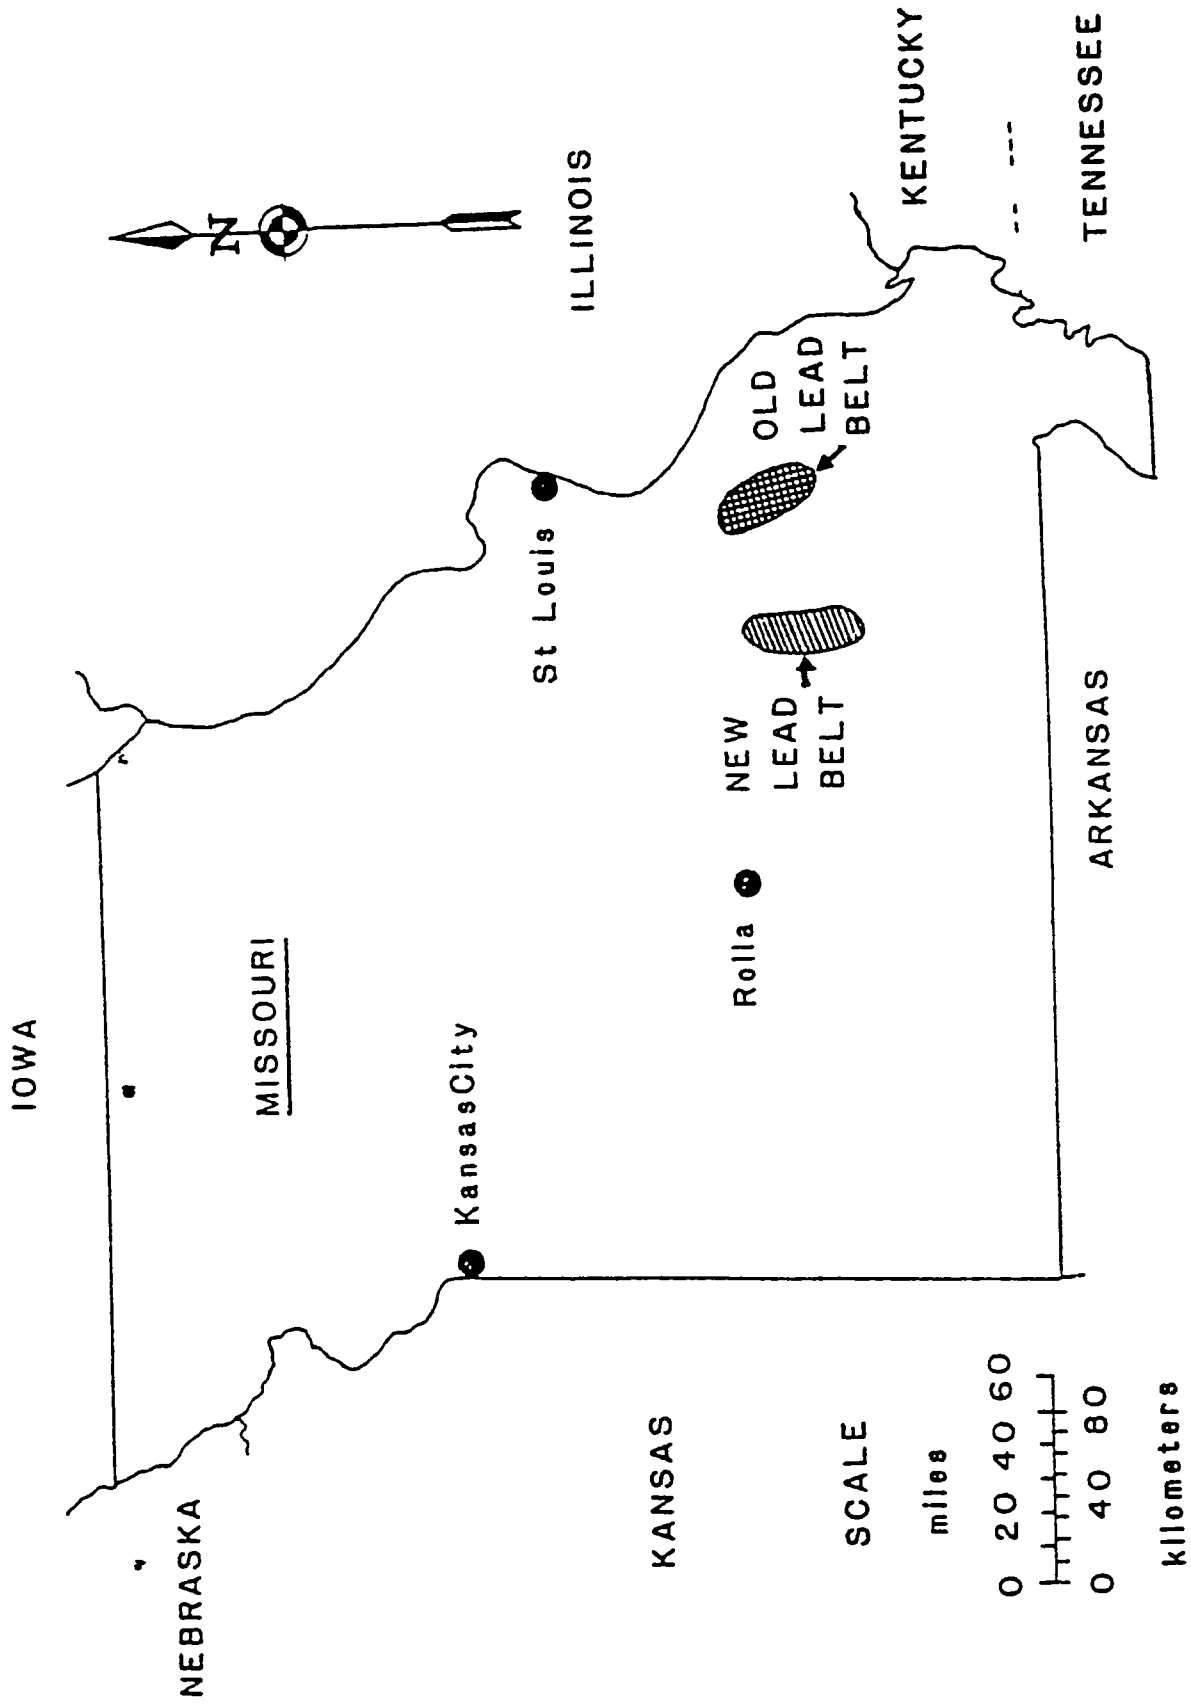 IOWA
NEBRASKA
MISSOURI
N
ILLINOIS
KansasCity
St Louis
KANSAS
Rolla
NEW
LEAD
BELT
OLD
LEAD
BELT
KENTUCKY
TENNESSEE
ARKANSAS
SCALE
miles
0 20 40 60
0 40 80
kilometers